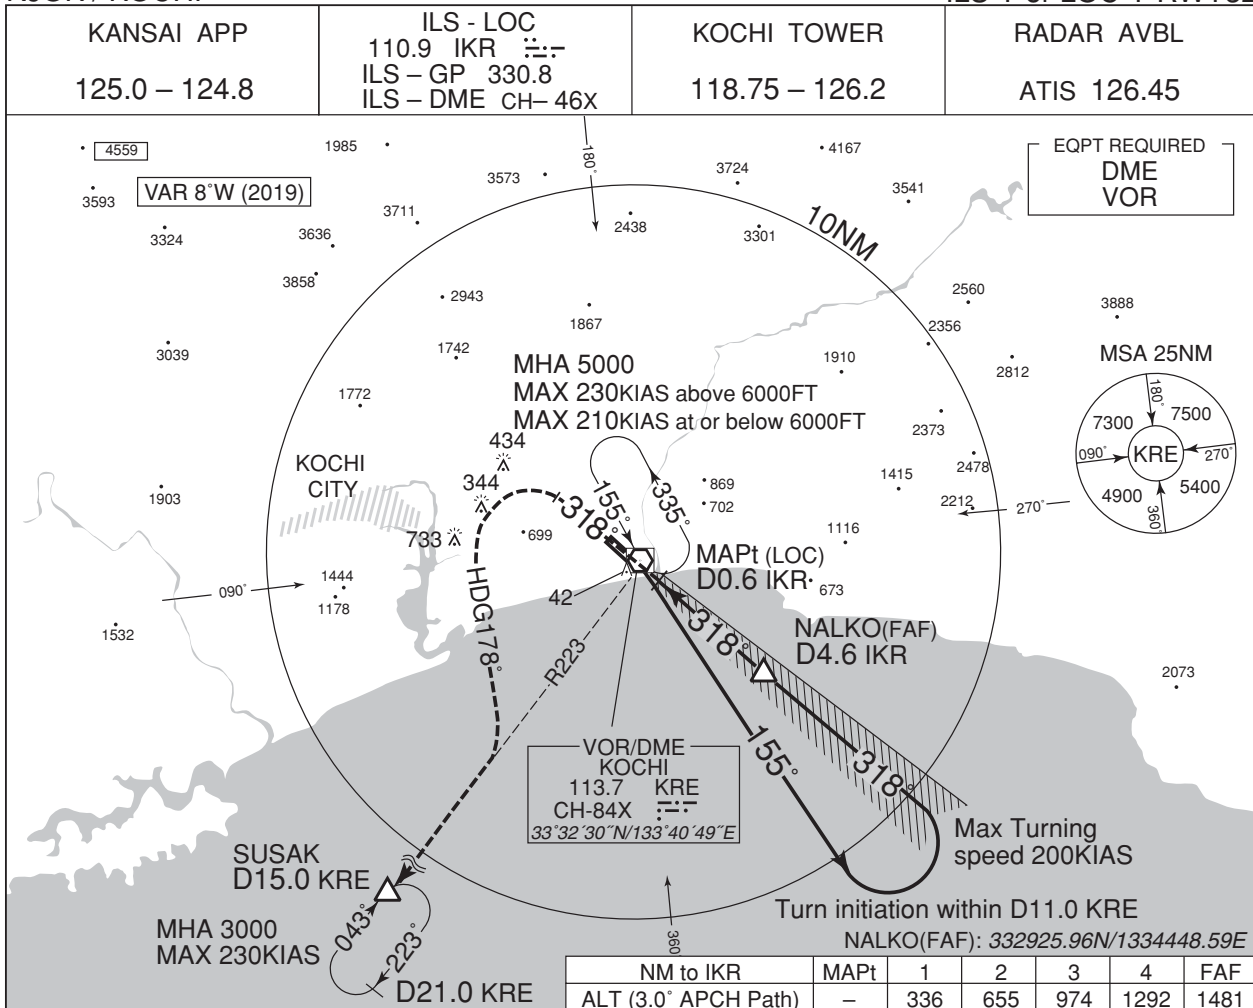 KANSAI APP
125.0 – 124.8
ILS - LOC
110.9 IKR
ILS – GP 330.8
ILS – DME CH– 46X
KOCHI TOWER
118.75 – 126.2
RADAR AVBL
ATIS 126.45
4559
1985
180°
4167
EQPT REQUIRED
DME
VOR
3593
VAR 8°W (2019)
3573
3724
3541
3711
3324
3636
2438
3301
10NM
3858
2943
2560
3888
1867
2356
3039
1742
MHA 5000
MAX 230KIAS above 6000FT
MAX 210KIAS at or below 6000FT
1910
2812
MSA 25NM
180°
7300
7500
090°
KRE
270°
4900
5400
360°
1772
2373
434
KOCHI
CITY
344
869
702
1415
2478
2212
270°
1903
733
699
318°
155°
335°
1116
MAPt (LOC)
D0.6 IKR
673
090°
1444
1178
42
1532
HDG178°
R223
318°
NALKO(FAF)
D4.6 IKR
2073
VOR/DME
KOCHI
113.7 KRE
CH-84X
33°32´30˝N/133°40´49˝E
155°
318°
Max Turning
speed 200KIAS
SUSAK
D15.0 KRE
MHA 3000
MAX 230KIAS
043°
223°
D21.0 KRE
360°
Turn initiation within D11.0 KRE
NALKO(FAF): 332925.96N/1334448.59E
NM to IKR MAPt 1 2 3 4 FAF
ALT (3.0° APCH Path) – 336 655 974 1292 1481